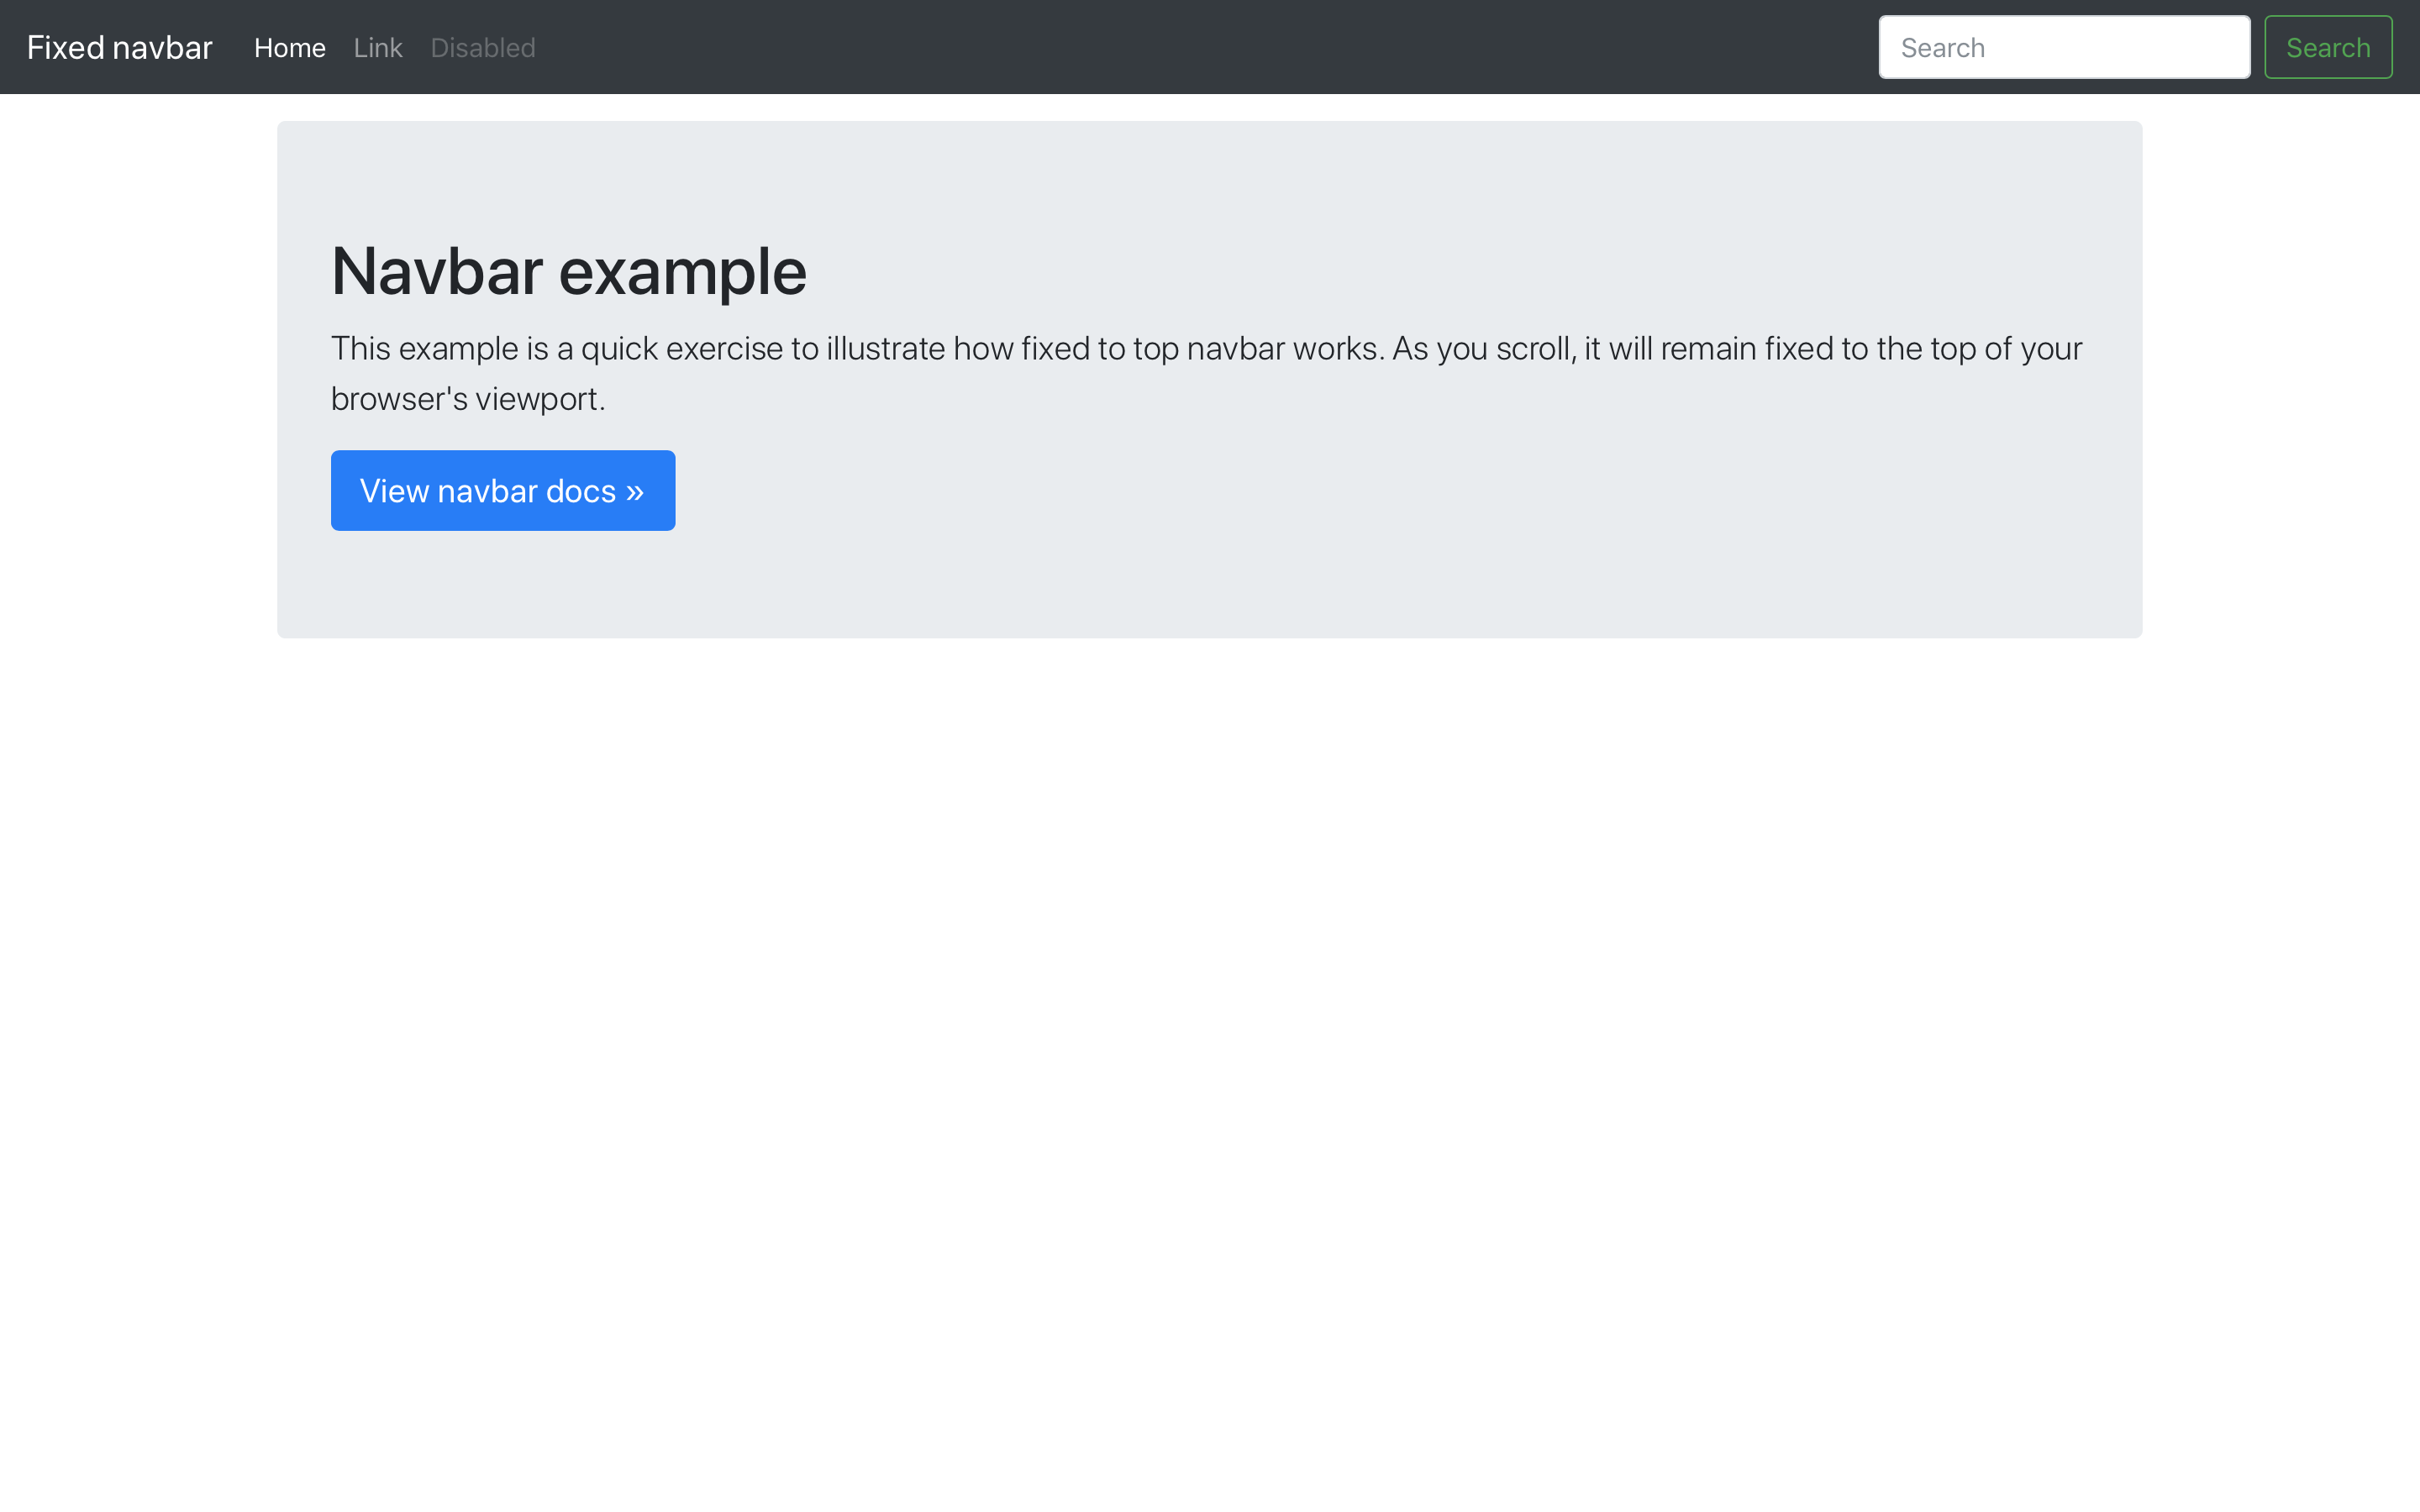 Fixed navbar Home Link Disabled Search Search
Navbar example
This example is a quick exercise to illustrate how fixed to top navbar works. As you scroll, it will remain fixed to the top of your
browser's viewport.
View navbar docs »